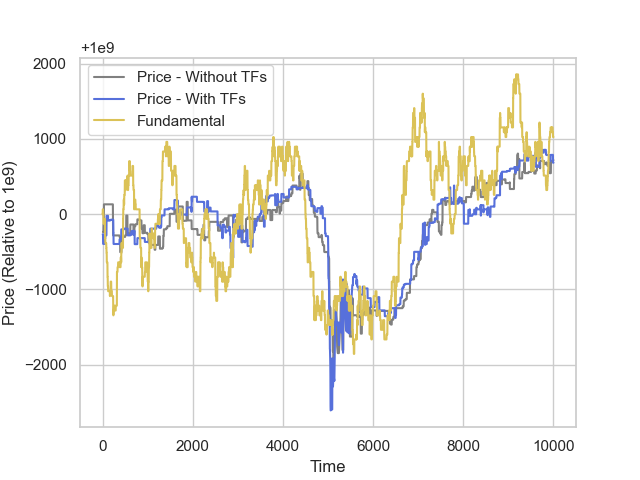 +1e9
2000
1000
0
−1000
−2000
Price - Without TFs
Price - With TFs
Fundamental
Price (Relative to 1e9)
0
2000
4000
6000
8000
10000
Time